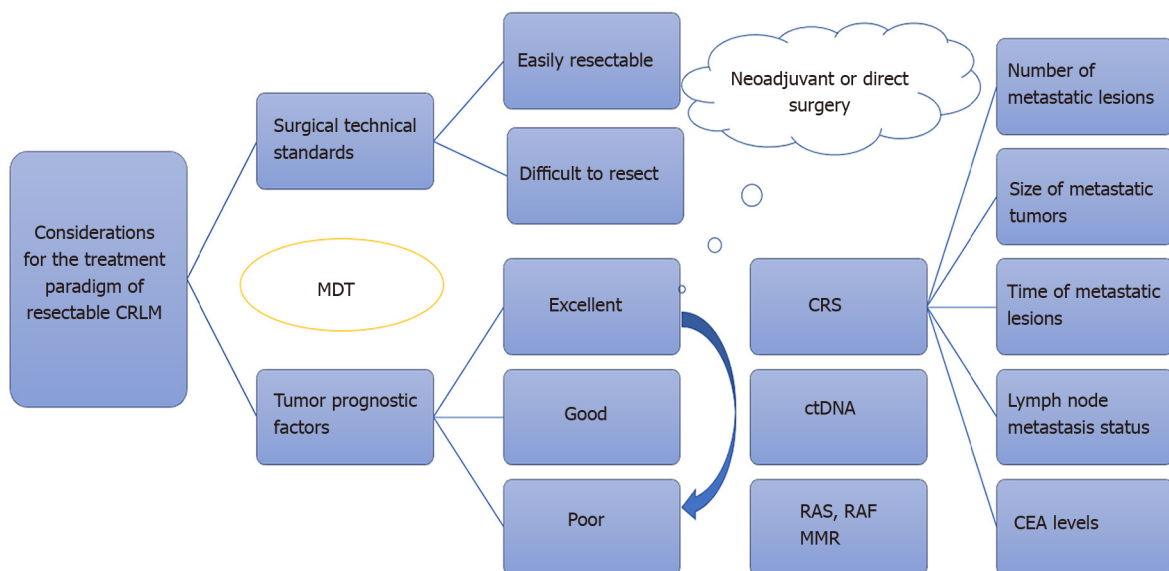 Considerations
for the treatment
paradigm of
resectable CRLM
Surgical technical
standards
MDT
Tumor prognostic
factors
Easily resectable
Difficult to resect
Excellent
Good
Poor
Neoadjuvant or direct
surgery
CRS
ctDNA
RAS, RAF
MMR
Number of
metastatic lesions
Size of metastatic
tumors
Time of metastatic
lesions
Lymph node
metastasis status
CEA levels